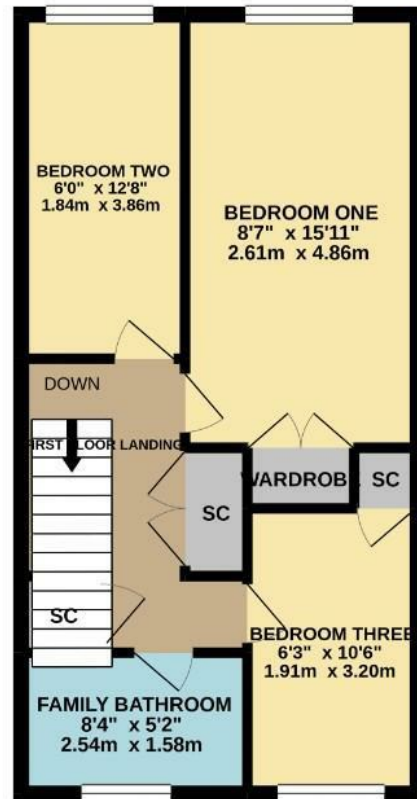 BEDROOM TWO
6'0" x 12'8"
1.84m x 3.86m
BEDROOM ONE
8'7" x 15'11"
2.61m x 4.86m
DOWN
FIRST FLOOR LANDING
WARDROB
SC
SC
SC
BEDROOM THREE
6'3" x 10'6"
1.91m x 3.20m
FAMILY BATHROOM
8'4" x 5'2"
2.54m x 1.58m